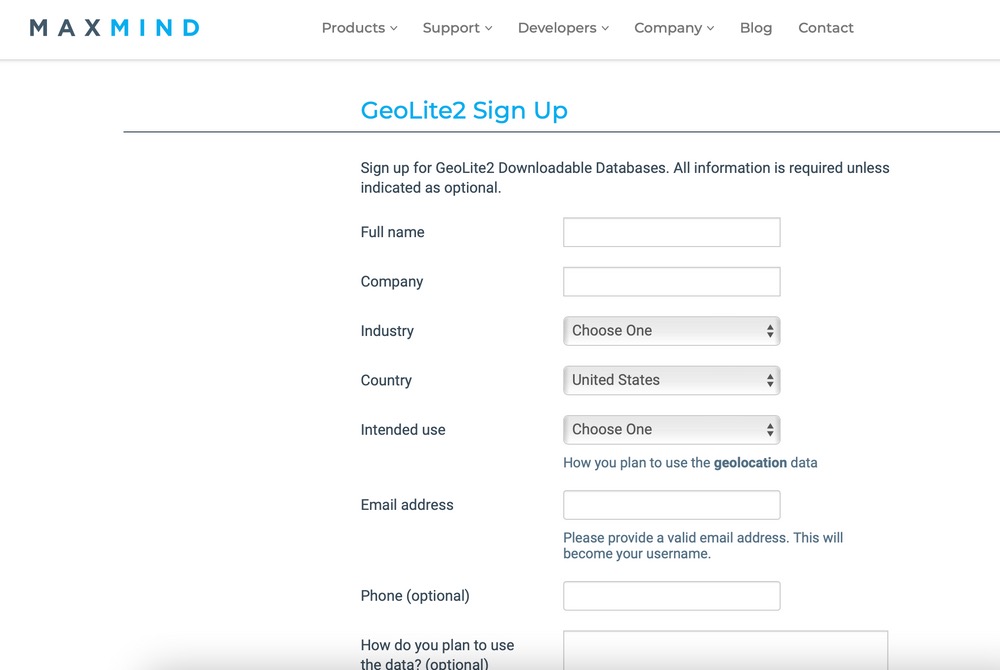 MAXMIND
Products Support Developers Company Blog Contact
GeoLite2 Sign Up
Sign up for GeoLite2 Downloadable Databases. All information is required unless
indicated as optional.
Full name
Company
Industry Choose One
Country United States
Intended use Choose One
How you plan to use the geolocation data
Email address
Please provide a valid email address. This will
become your username.
Phone (optional)
How do you plan to use
the data? (optional)